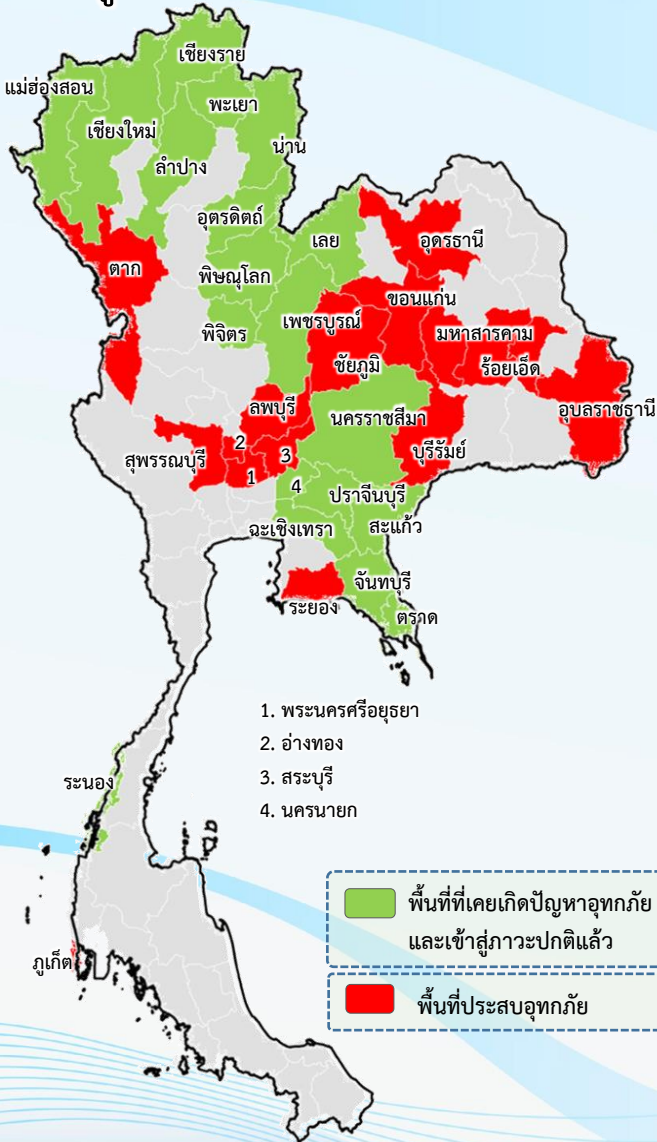 เชียงราย
แม่ฮ่องสอน
พะเยา
เชียงใหม่
น่าน
ลำปาง
อุตรดิตถ์
เลย
อุดรธานี
ตาก
พิษณุโลก
ขอนแก่น
เพชรบูรณ์
พิจิตร
มหาสารคาม
ชัยภูมิ
ร้อยเอ็ด
ลพบุรี
นครราชสีมา
อุบลราชธานี
2
สุพรรณบุรี
3
บุรีรัมย์
1
4
ปราจีนบุรี
ฉะเชิงเทรา
สะแก้ว
จันทบุรี
ระยอง
ตราด
1. พระนครศรีอยุธยา
2. อ่างทอง
3. สระบุรี
4. นครนายก
ระนอง
พื้นที่ที่เคยเกิดปัญหาอุทกภัย
และเข้าสู่ภาวะปกติแล้ว
ภูเก็ต
พื้นที่ประสบอุทกภัย